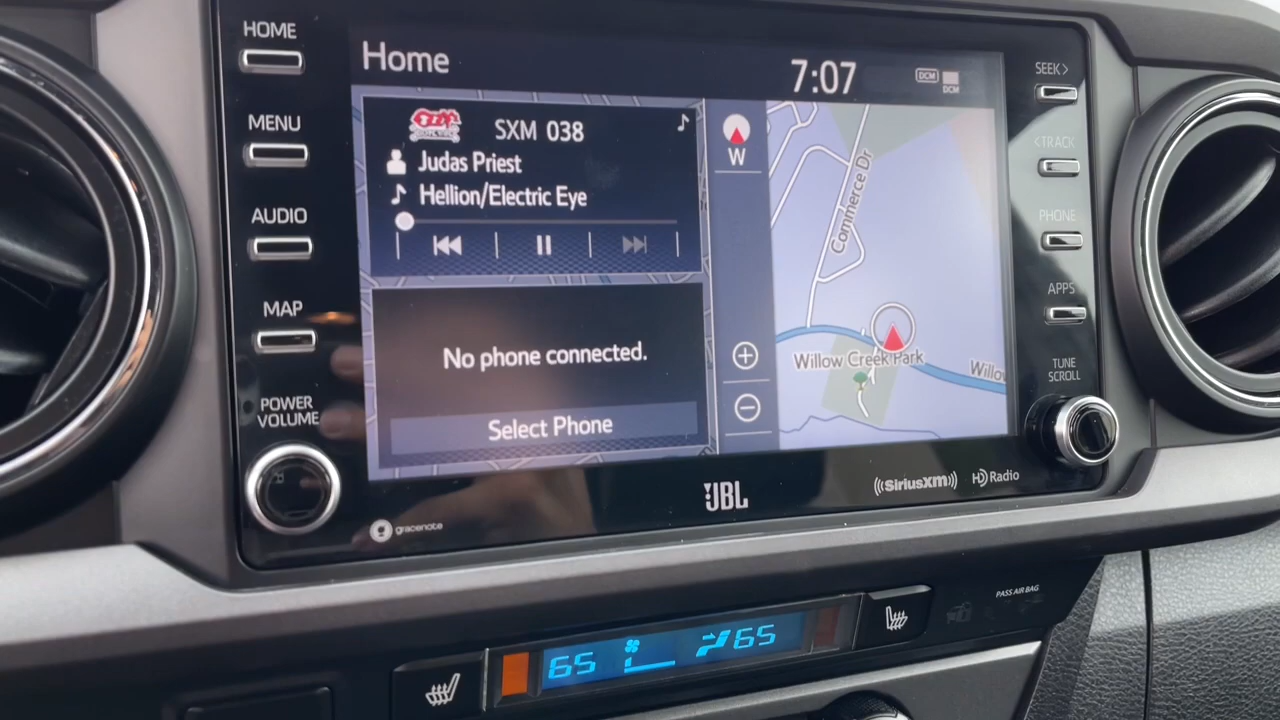 HOME
MENU
AUDIO
MAP
POWER
VOLUME
Home
7:07
DCM
DCM
SXM 038
Judas Priest
Hellion/Electric Eye
No phone connected.
Select Phone
W
Commerce Dr
Willow Creek Park
Willo
SEEK>
<TRACK
PHONE
APPS
TUNE
SCROLL
gracenote
JBL
((SiriusXM))
HD Radio
PASS AIR BAG
65
65